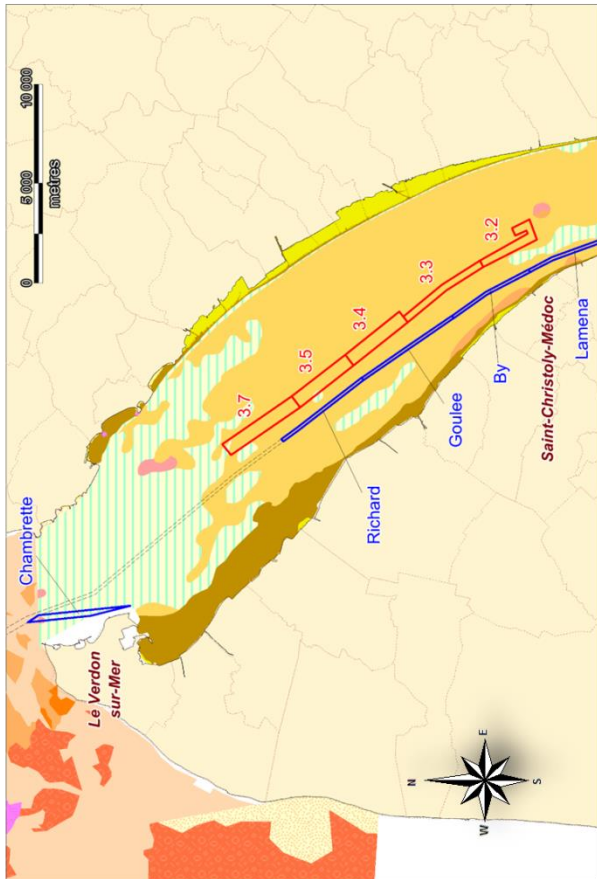 10 000
5 000
0
metres
Chambrette
Le Verdon
sur-Mer
3.7
3.5
3.4
3.3
3.2
Richard
Goulee
By
Lamena
Saint-Christoly-Médoc
N
W
E
S